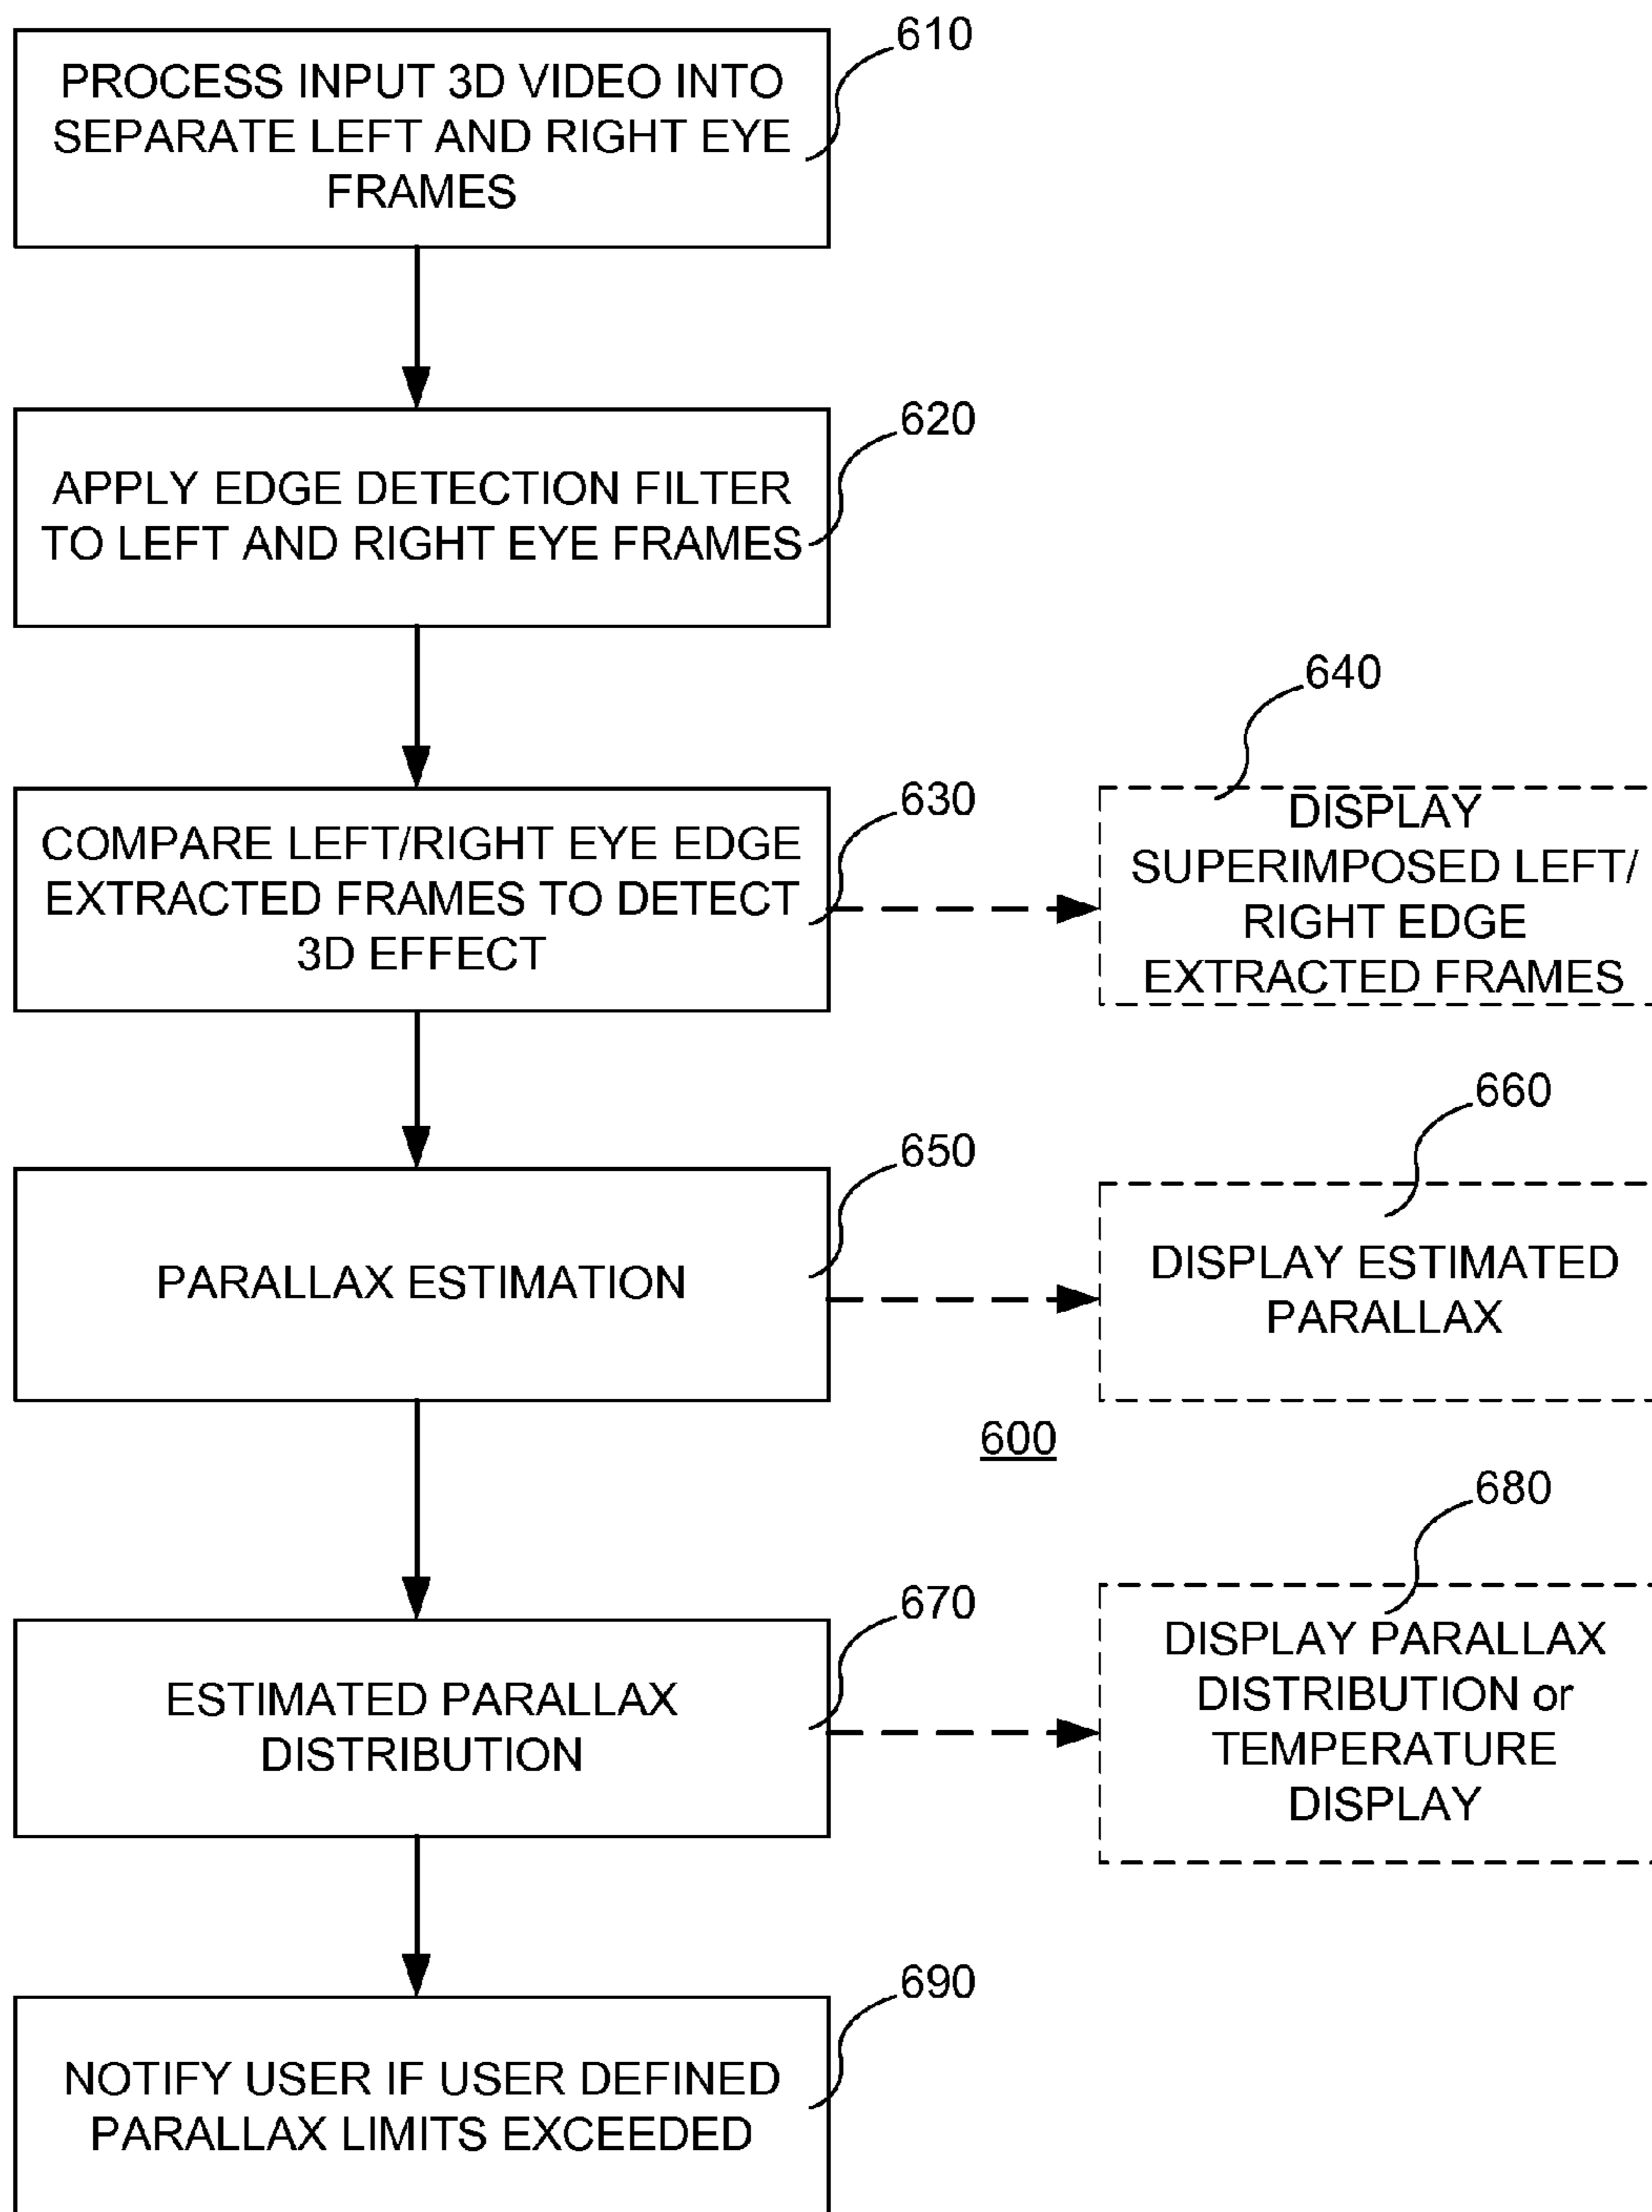 610
PROCESS INPUT 3D VIDEO INTO
SEPARATE LEFT AND RIGHT EYE
FRAMES
620
APPLY EDGE DETECTION FILTER
TO LEFT AND RIGHT EYE FRAMES
630
COMPARE LEFT/RIGHT EYE EDGE
EXTRACTED FRAMES TO DETECT
3D EFFECT
640
DISPLAY
SUPERIMPOSED LEFT/
RIGHT EDGE
EXTRACTED FRAMES
650
PARALLAX ESTIMATION
660
DISPLAY ESTIMATED
PARALLAX
600
670
ESTIMATED PARALLAX
DISTRIBUTION
680
DISPLAY PARALLAX
DISTRIBUTION or
TEMPERATURE
DISPLAY
690
NOTIFY USER IF USER DEFINED
PARALLAX LIMITS EXCEEDED